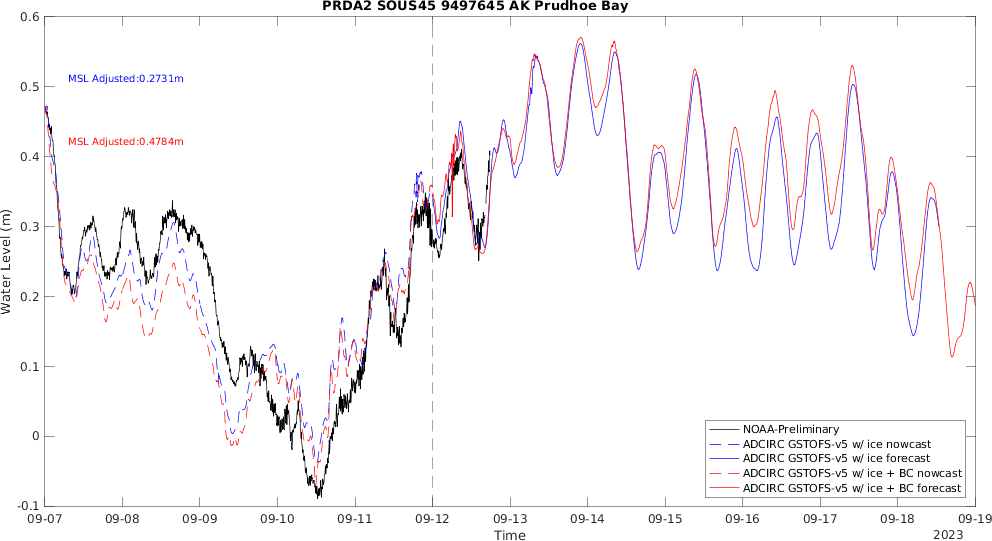 PRDA2 SOUS45 9497645 AK Prudhoe Bay
0.6
MSL Adjusted:0.2731m
0.5
MSL Adjusted:0.4784m
0.4
0.3
0.2
0.1
0
-0.1
Water Level (m)
NOAA-Preliminary
ADCIRC GSTOFS-v5 w/ ice nowcast
ADCIRC GSTOFS-v5 w/ ice forecast
ADCIRC GSTOFS-v5 w/ ice + BC nowcast
ADCIRC GSTOFS-v5 w/ ice + BC forecast
09-07 09-08 09-09 09-10 09-11 09-12 09-13 09-14 09-15 09-16 09-17 09-18 09-19
Time
2023